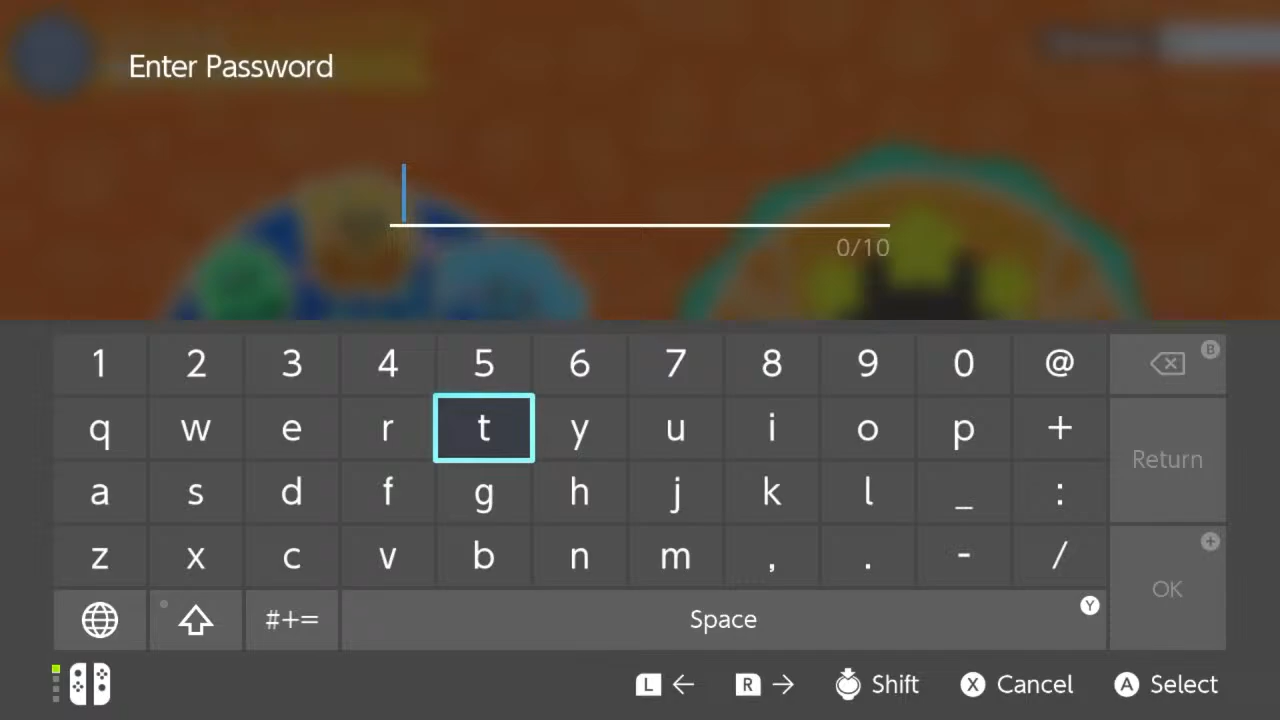 Enter Password
0/10
1 2 3 4 5 6 7 8 9 0 @ B
q w e r t y u i o p +
Return
a s d f g h j k l _ :
z x c v b n m , . - / +
OK
#+= Space Y
L ← R → Shift X Cancel A Select